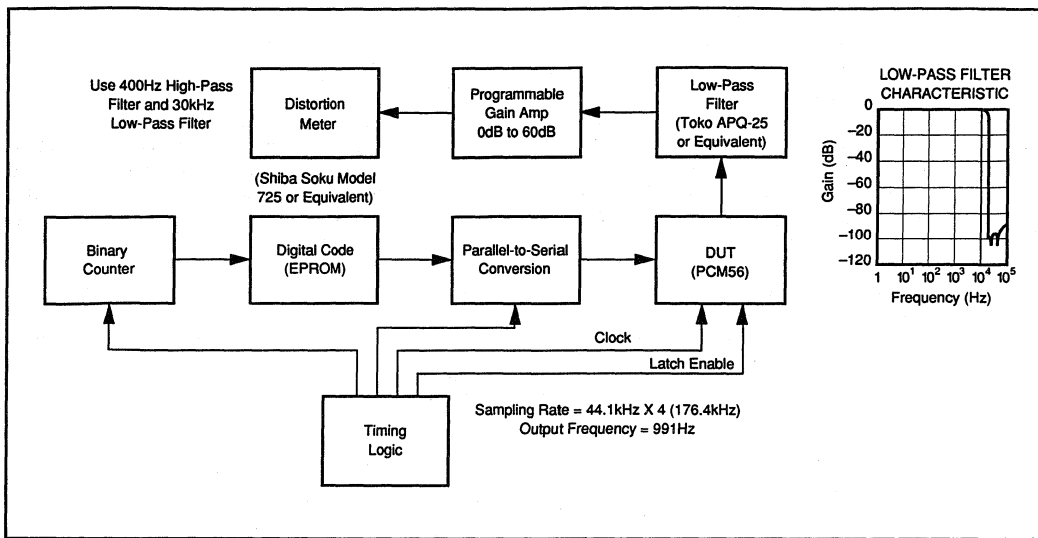 Use 400Hz High-Pass
Filter and 30kHz
Low-Pass Filter
Distortion
Meter
(Shiba Soku Model
725 or Equivalent)
Programmable
Gain Amp
0dB to 60dB
Low-Pass
Filter
(Toko APQ-25
or Equivalent)
LOW-PASS FILTER
CHARACTERISTIC
Gain (dB)
0
–20
–40
–60
–80
–100
–120
1 10¹ 10² 10³ 10⁴ 10⁵
Frequency (Hz)
Binary
Counter
Digital Code
(EPROM)
Parallel-to-Serial
Conversion
DUT
(PCM56)
Clock
Latch Enable
Timing
Logic
Sampling Rate = 44.1kHz X 4 (176.4kHz)
Output Frequency = 991Hz